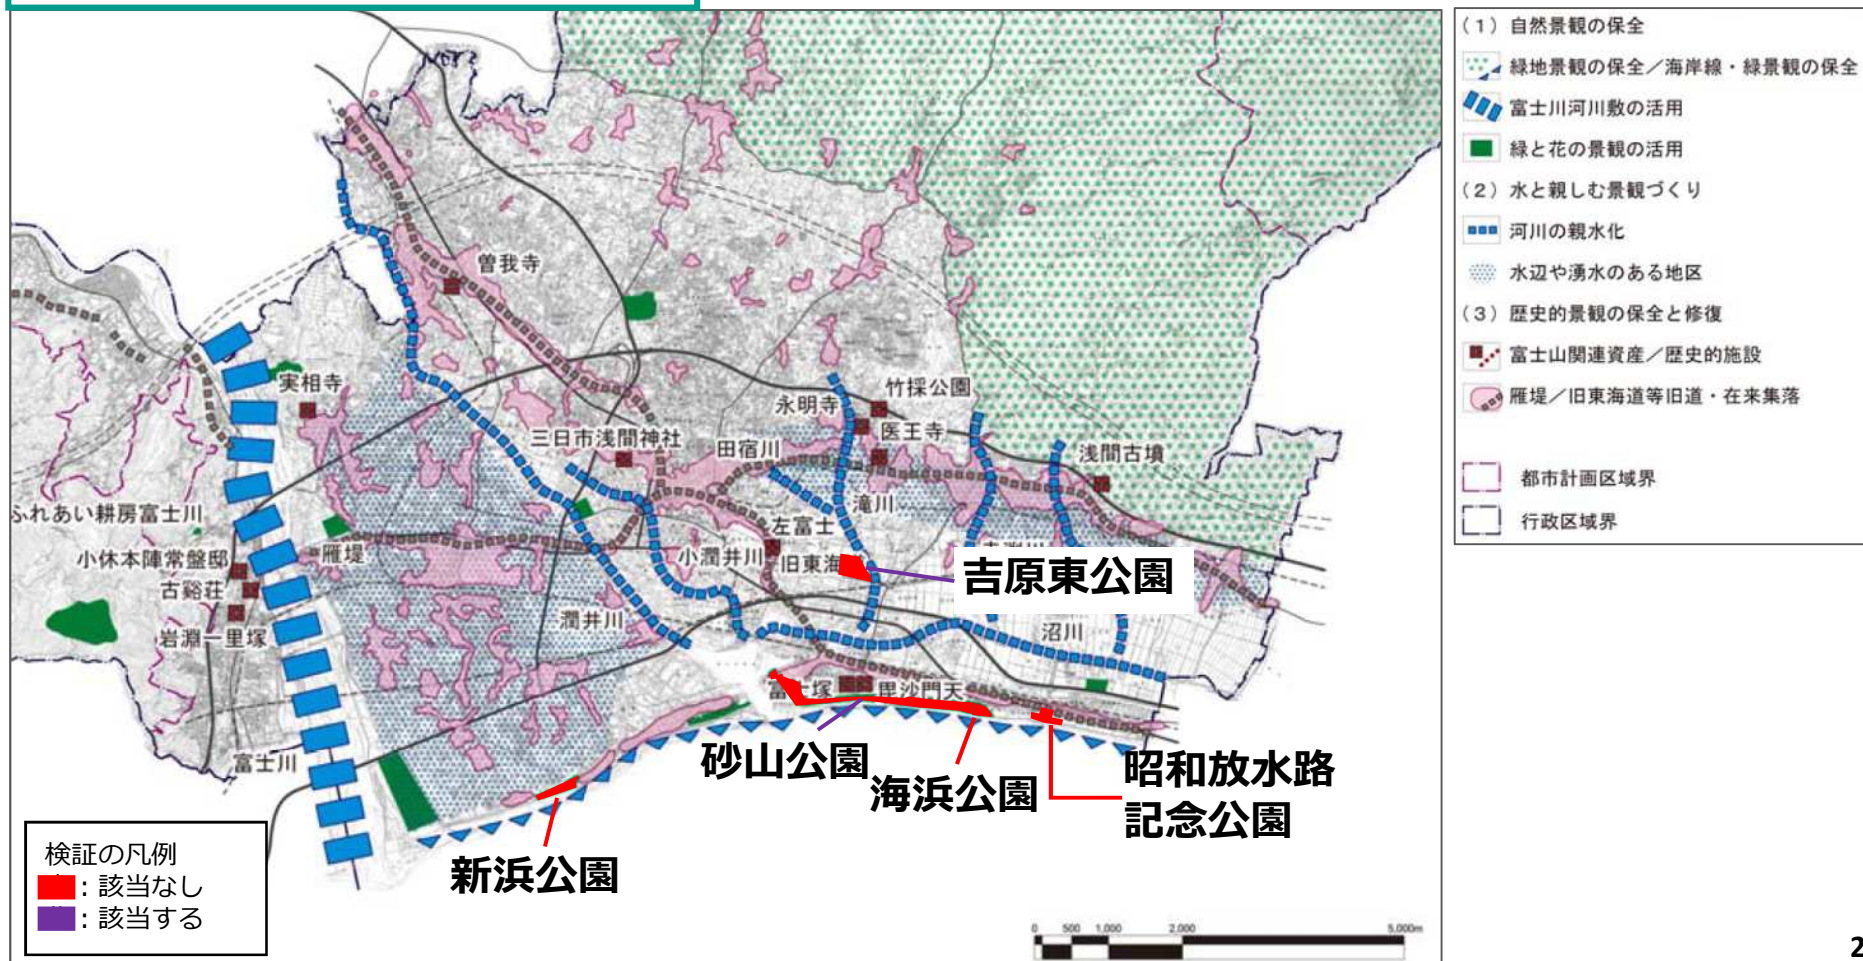 (1) 自然景観の保全
緑地景観の保全/海岸線・緑景観の保全
富士川河川敷の活用
緑と花の景観の活用
(2) 水と親しむ景観づくり
河川の親水化
水辺や湧水のある地区
(3) 歴史的景観の保全と修復
富士山関連資産/歴史的施設
雁堤/旧東海道等旧道・在来集落
都市計画区域界
行政区域界
曽我寺
実相寺
竹採公園
永明寺
医王寺
三日市浅間神社
田宿川
浅間古墳
滝川
ふれあい耕房富士川
左富士
小休本陣常盤邸
雁堤
小潤井川
旧東海
吉原東公園
古谿荘
岩淵一里塚
潤井川
沼川
毘沙門天
富士川
砂山公園
海浜公園
昭和放水路
記念公園
新浜公園
検証の凡例
:該当なし
:該当する
0 500 1,000 2,000 5,000m
2